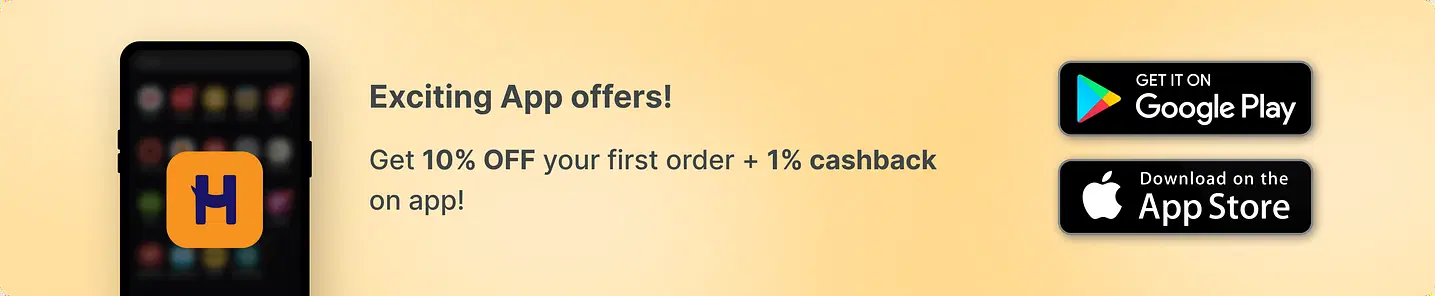 Exciting App offers!
Get 10% OFF your first order + 1% cashback
on app!
H
GET IT ON
Google Play
Download on the
App Store